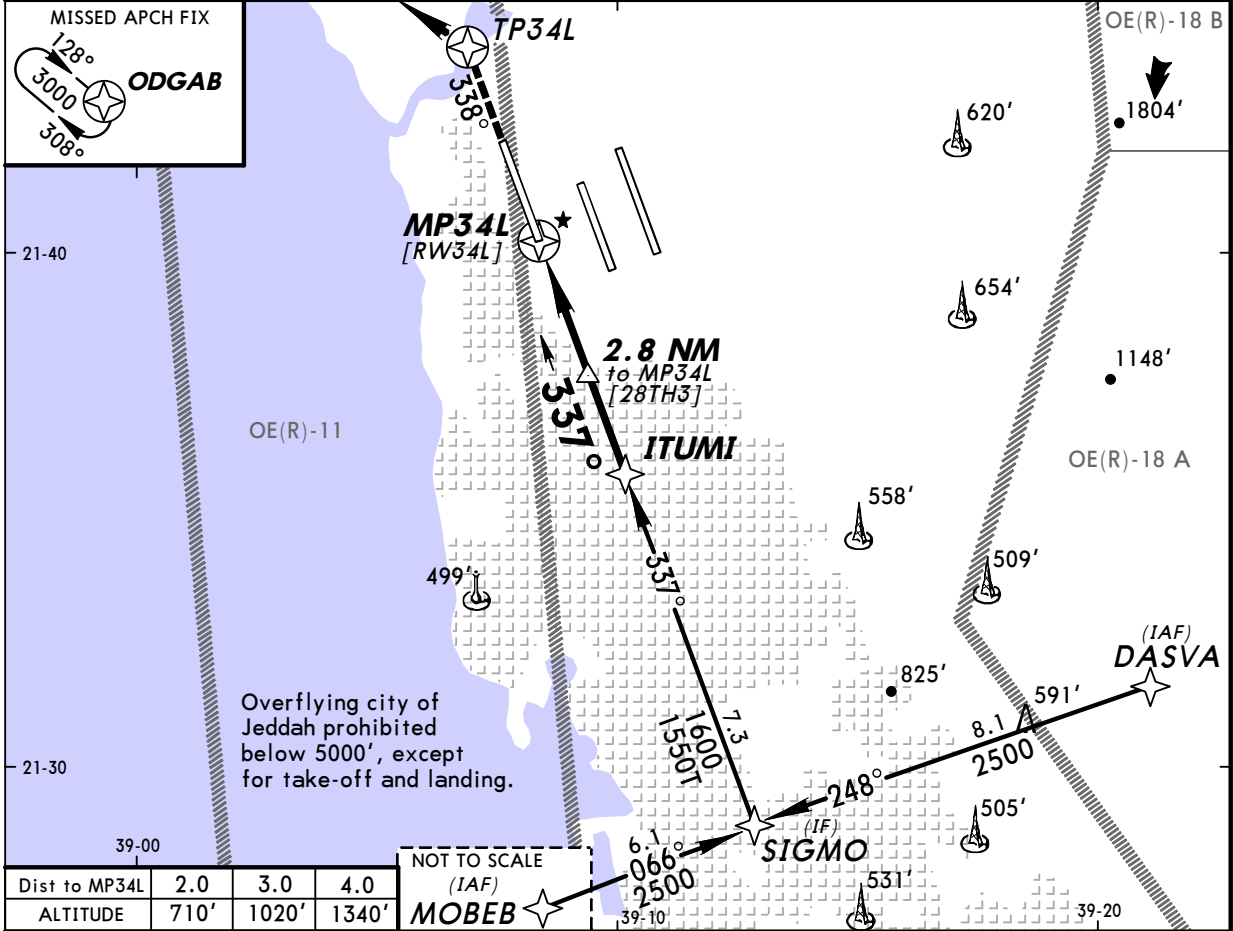 MISSED APCH FIX
128°
3000
308°
ODGAB
TP34L
338°
OE(R)-18 B
1804'
620'
MP34L
[RW34L]
21-40
654'
2.8 NM
to MP34L
[28TH3]
337°
1148'
OE(R)-11
ITUMI
OE(R)-18 A
558'
509'
499'
337°
(IAF)
DASVA
825'
591'
7.3
1600
1550T
8.1
2500
Overflying city of
Jeddah prohibited
below 5000', except
for take-off and landing.
21-30
248°
505'
(IF)
SIGMO
6.1
066°
2500
39-00
NOT TO SCALE
(IAF)
MOBEB
531'
39-10
39-20
Dist to MP34L 2.0 3.0 4.0
ALTITUDE 710' 1020' 1340'